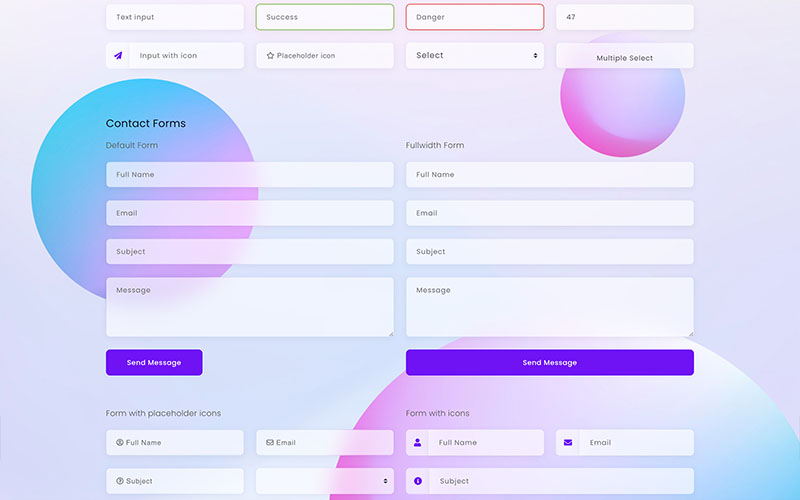 Text input
Success
Danger
47
Input with icon
Placeholder icon
Select
Multiple Select
Contact Forms
Default Form
Fullwidth Form
Full Name
Full Name
Email
Email
Subject
Subject
Message
Message
Send Message
Send Message
Form with placeholder icons
Form with icons
Full Name
Email
Full Name
Email
Subject
Subject